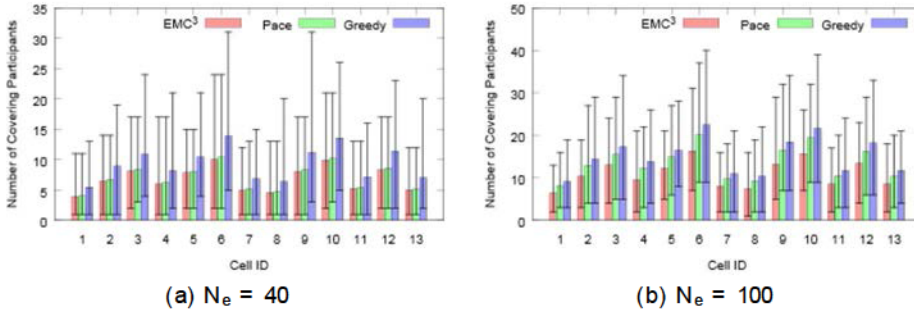 35
30
25
20
15
10
5
0
Number of Covering Participants
EMC³ Pace Greedy
1 2 3 4 5 6 7 8 9 10 11 12 13
Cell ID
(a) Nₑ = 40
50
40
30
20
10
0
Number of Covering Participants
EMC³ Pace Greedy
1 2 3 4 5 6 7 8 9 10 11 12 13
Cell ID
(b) Nₑ = 100